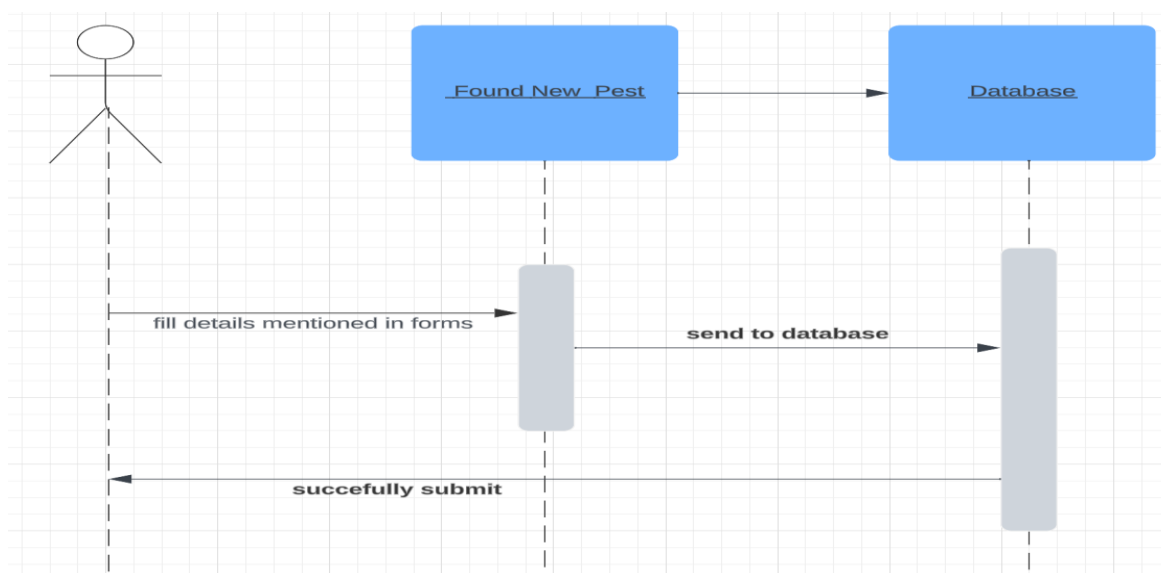 Found New Pest
Database
fill details mentioned in forms
send to database
succefully submit